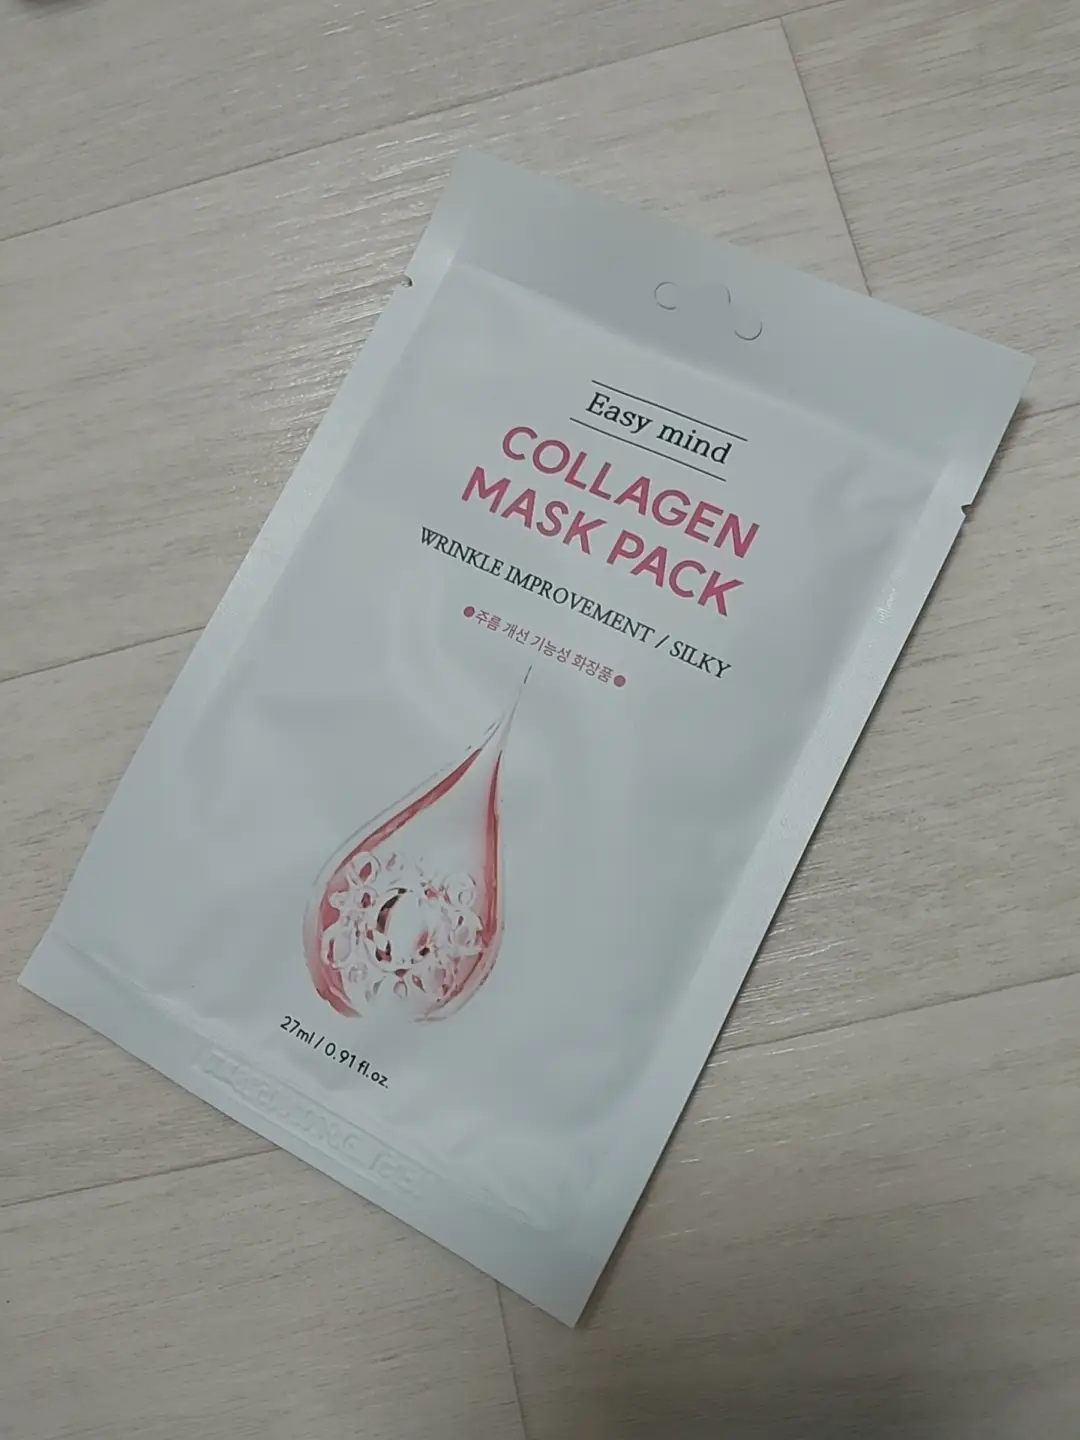 Easy mind
COLLAGEN
MASK PACK
WRINKLE IMPROVEMENT / SILKY
●주름 개선 기능성 화장품●
27ml / 0.91 fl.oz.